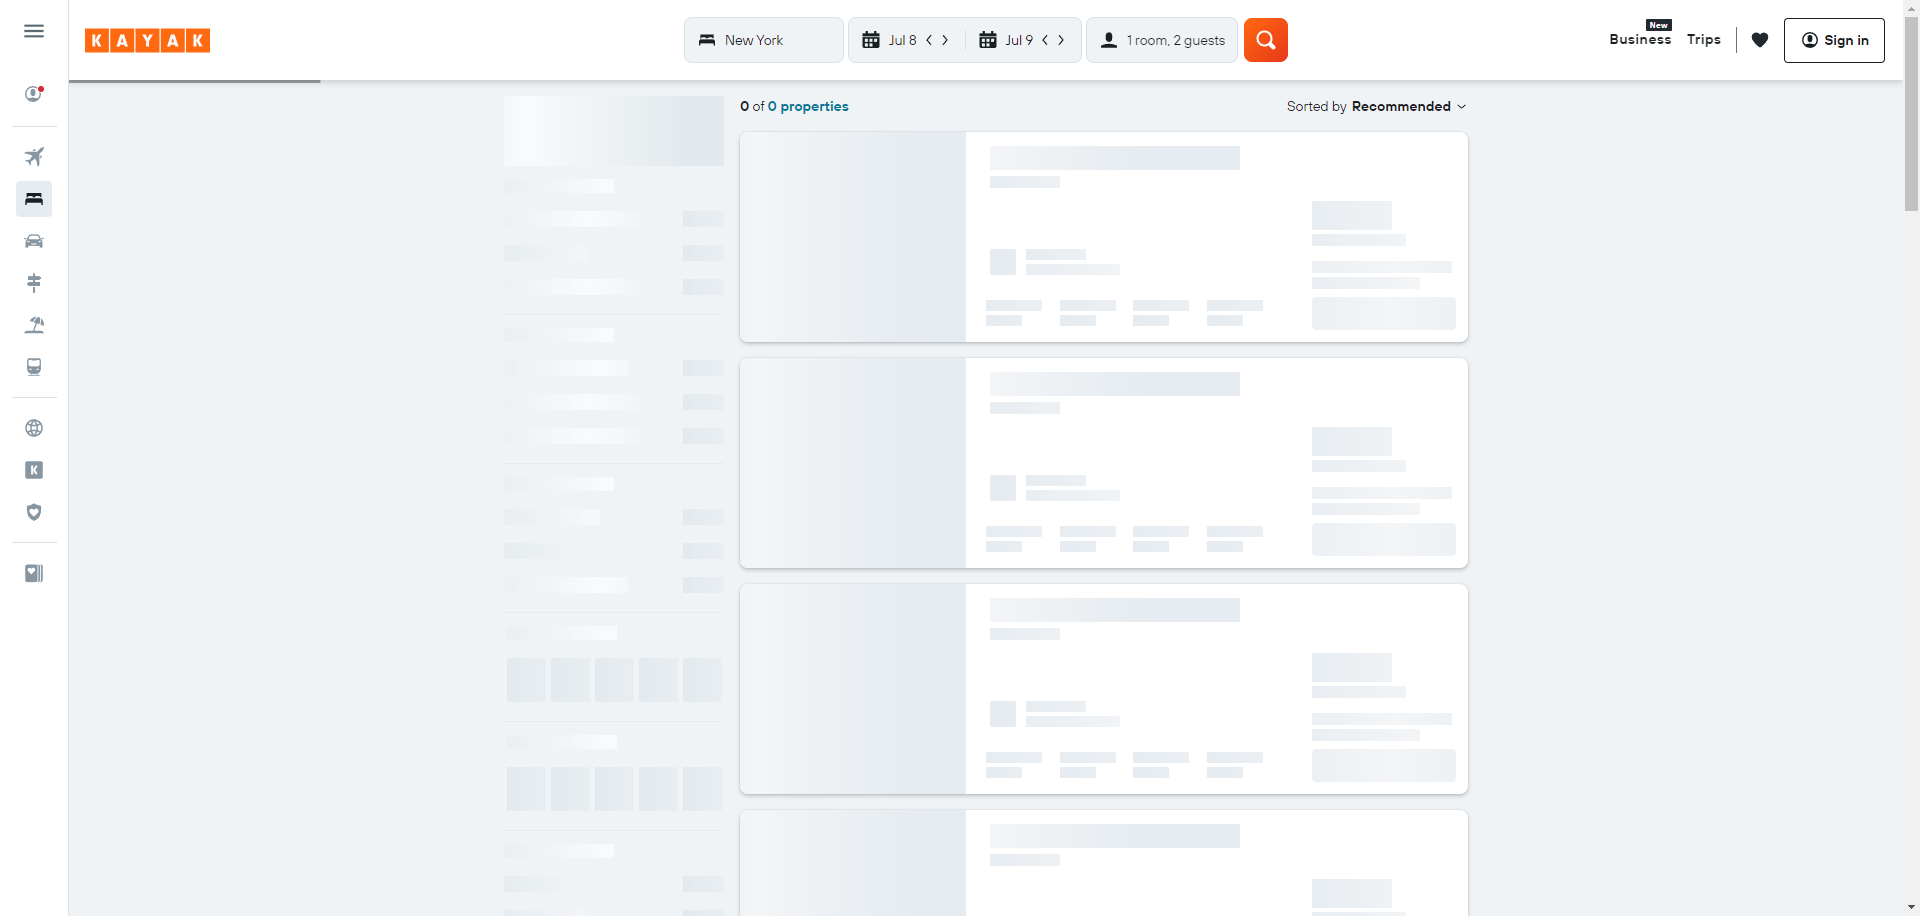 KAYAK
New York
Jul 8
Jul 9
1 room, 2 guests
New
Business
Trips
Sign in
0 of 0 properties
Sorted by Recommended
K